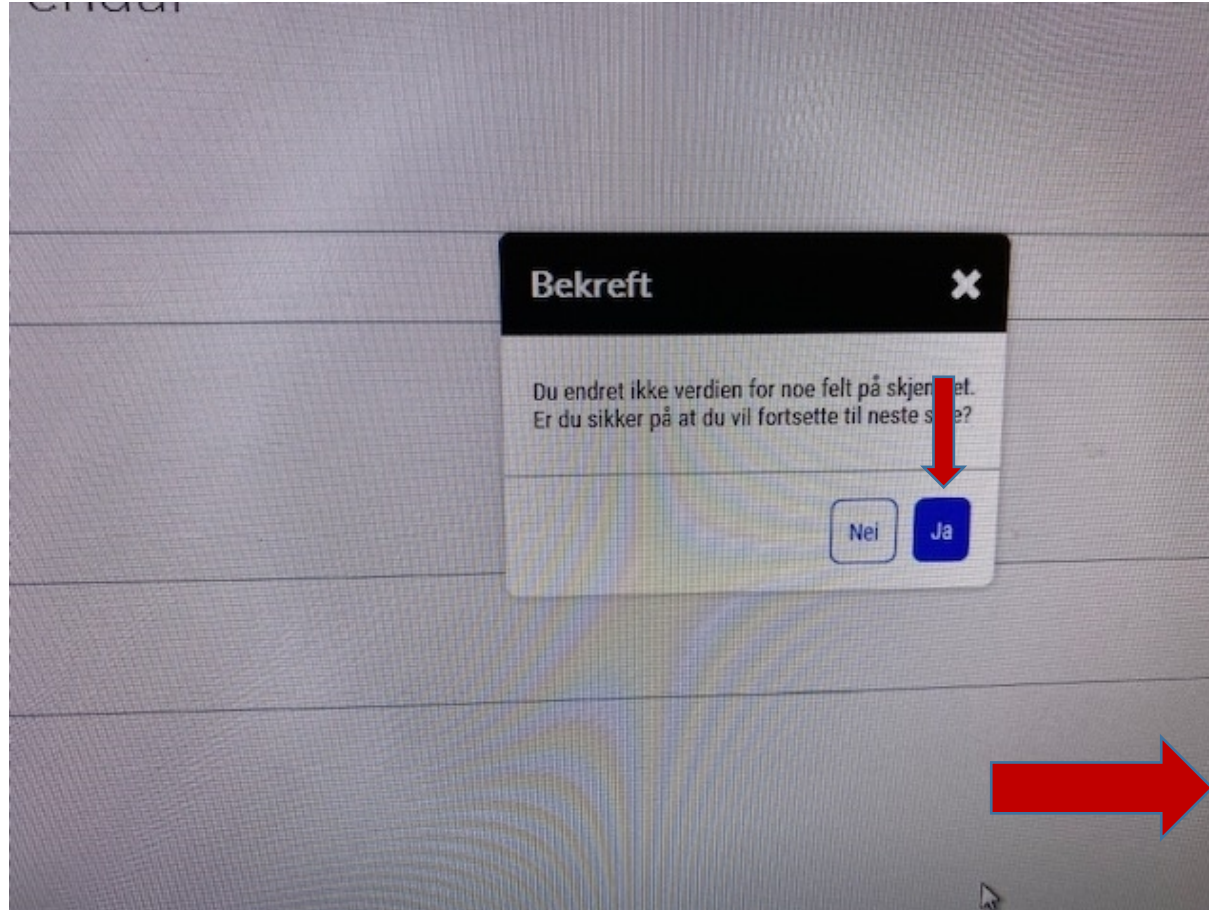 Bekreft
Du endret ikke verdien for noe felt på
Er du sikker på at du vil fortsette til neste
Nei
Ja